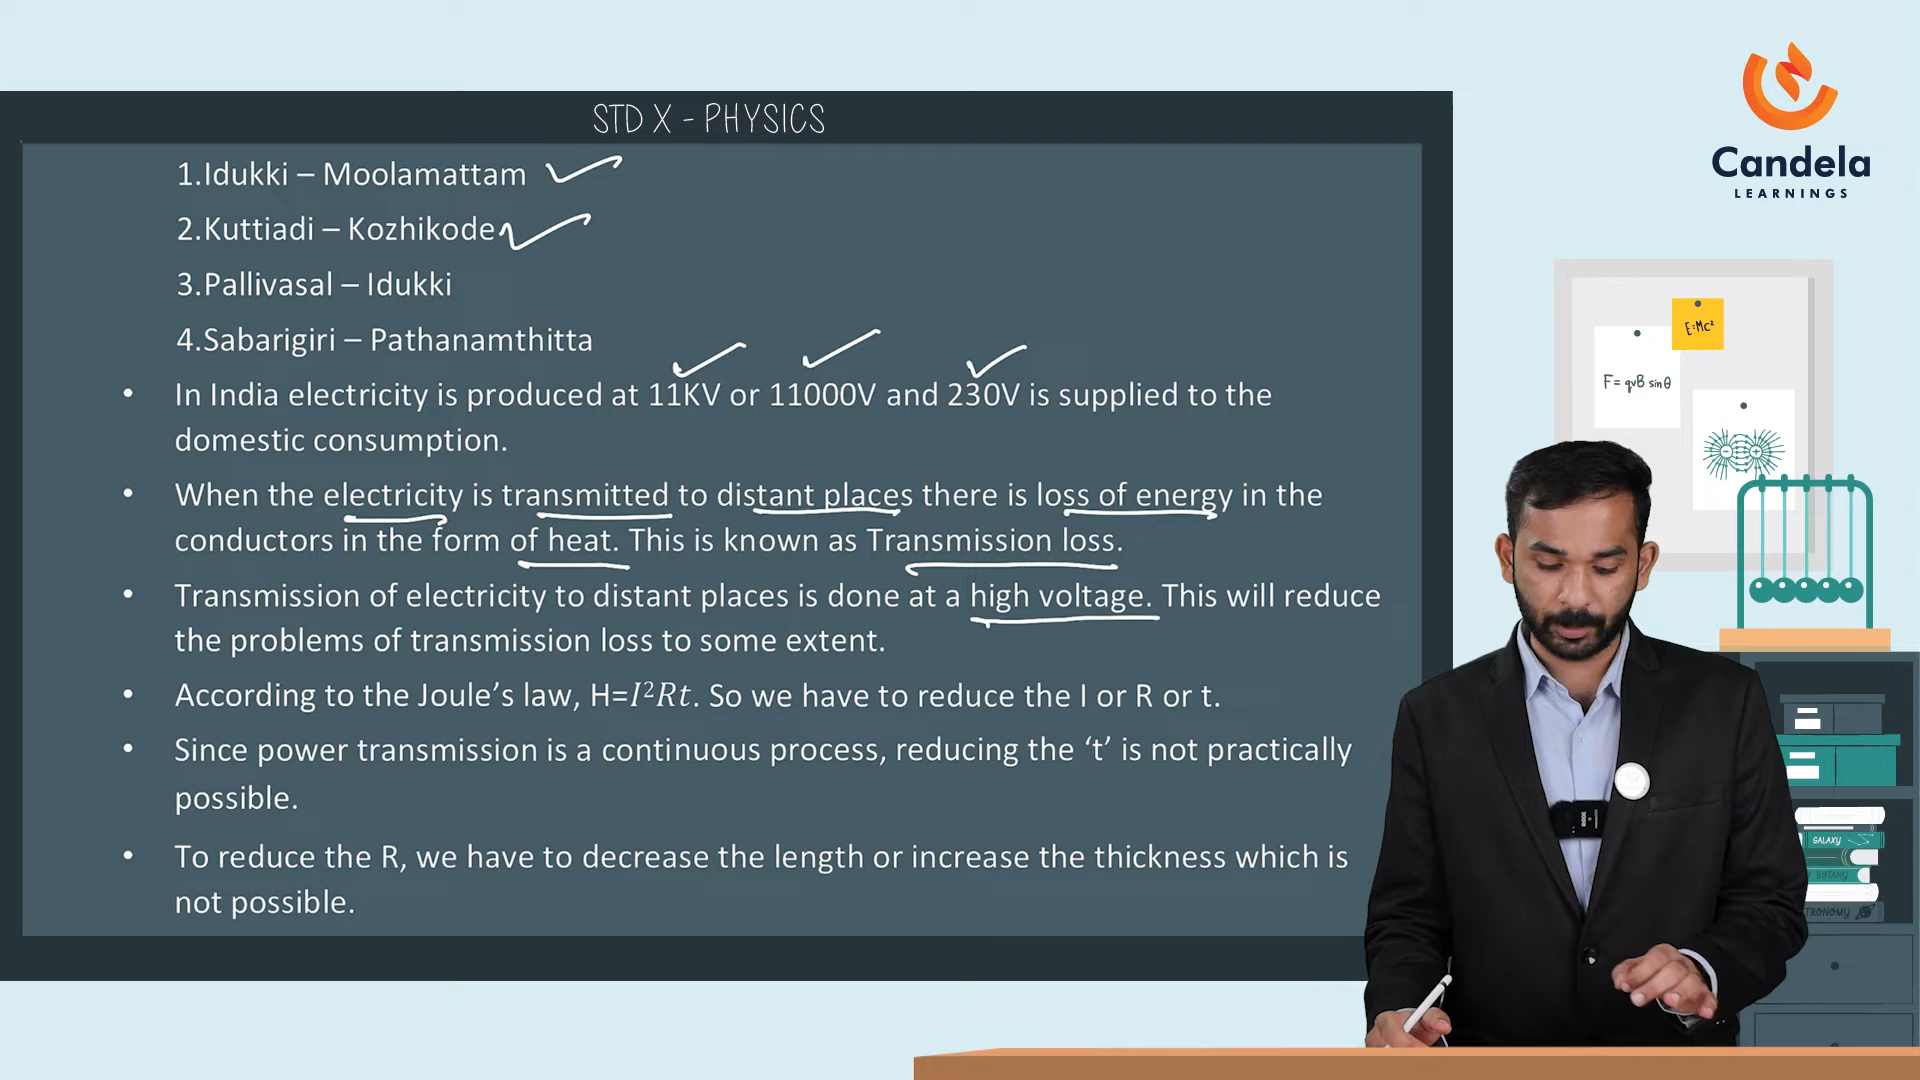 STD X - PHYSICS
1.Idukki – Moolamattam
2.Kuttiadi – Kozhikode
3.Pallivasal – Idukki
4.Sabarigiri – Pathanamthitta
• In India electricity is produced at 11KV or 11000V and 230V is supplied to the
domestic consumption.
• When the electricity is transmitted to distant places there is loss of energy in the
conductors in the form of heat. This is known as Transmission loss.
• Transmission of electricity to distant places is done at a high voltage. This will reduce
the problems of transmission loss to some extent.
• According to the Joule’s law, H=I²Rt. So we have to reduce the I or R or t.
• Since power transmission is a continuous process, reducing the ‘t’ is not practically
possible.
• To reduce the R, we have to decrease the length or increase the thickness which is
not possible.
Candela
LEARNINGS
E=Mc²
F= qvB sinθ
GALAXY
BOTANY